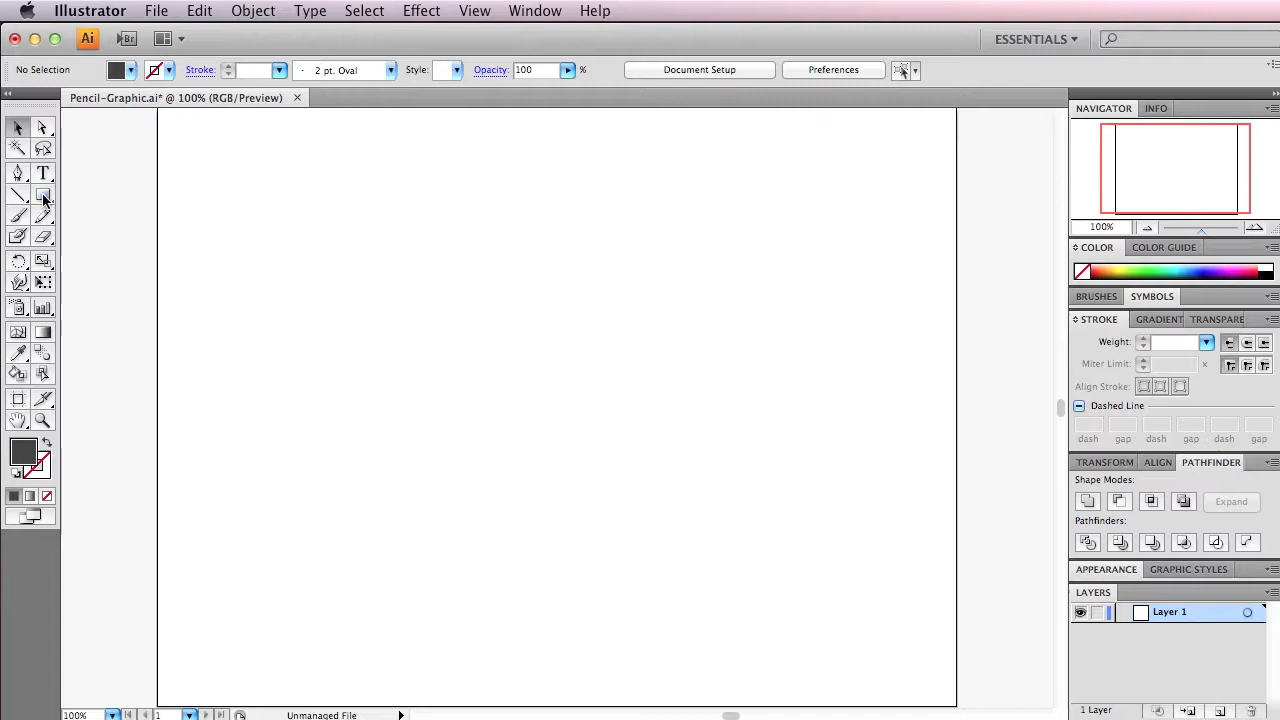 Illustrator File Edit Object Type Select Effect View Window Help
Ai Br ESSENTIALS
No Selection Stroke: 2 pt. Oval Style: Opacity: 100 % Document Setup Preferences
Pencil-Graphic.ai* @ 100% (RGB/Preview)
NAVIGATOR INFO
T
100%
COLOR COLOR GUIDE
BRUSHES SYMBOLS
STROKE GRADIENT TRANSPARE
Weight:
Miter Limit: x
Align Stroke:
Dashed Line
dash gap dash gap dash gap
TRANSFORM ALIGN PATHFINDER
Shape Modes:
Expand
Pathfinders:
APPEARANCE GRAPHIC STYLES
LAYERS
Layer 1
1 Layer
100% 1 Unmanaged File